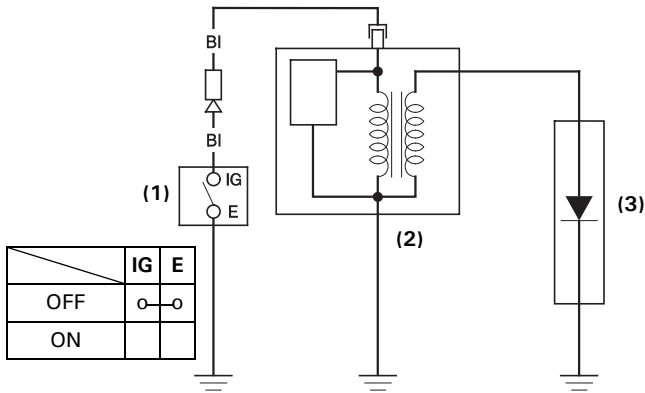 Bl
Bl
IG
(1)
E
(2)
(3)
IG E
OFF o o
ON